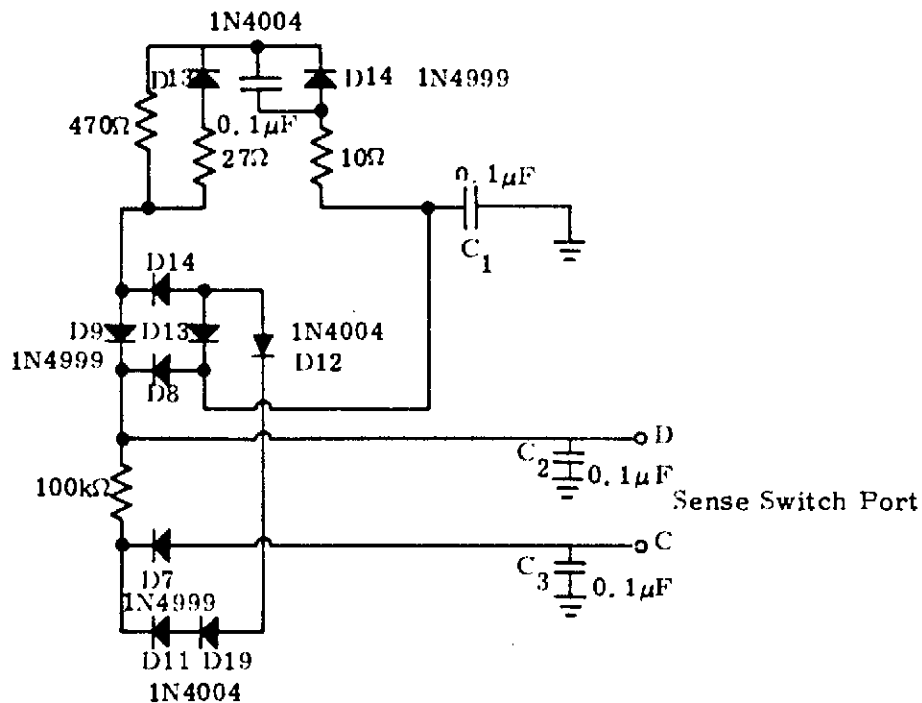 1N4004
D13
D14 1N4999
470Ω
0.1μF
27Ω
10Ω
0.1μF
C1
D14
D9
D13
1N4004
1N4999
D12
D8
D
C2
0.1μF
100kΩ
Sense Switch Port
C
C3
D7
0.1μF
1N4999
D11 D19
1N4004